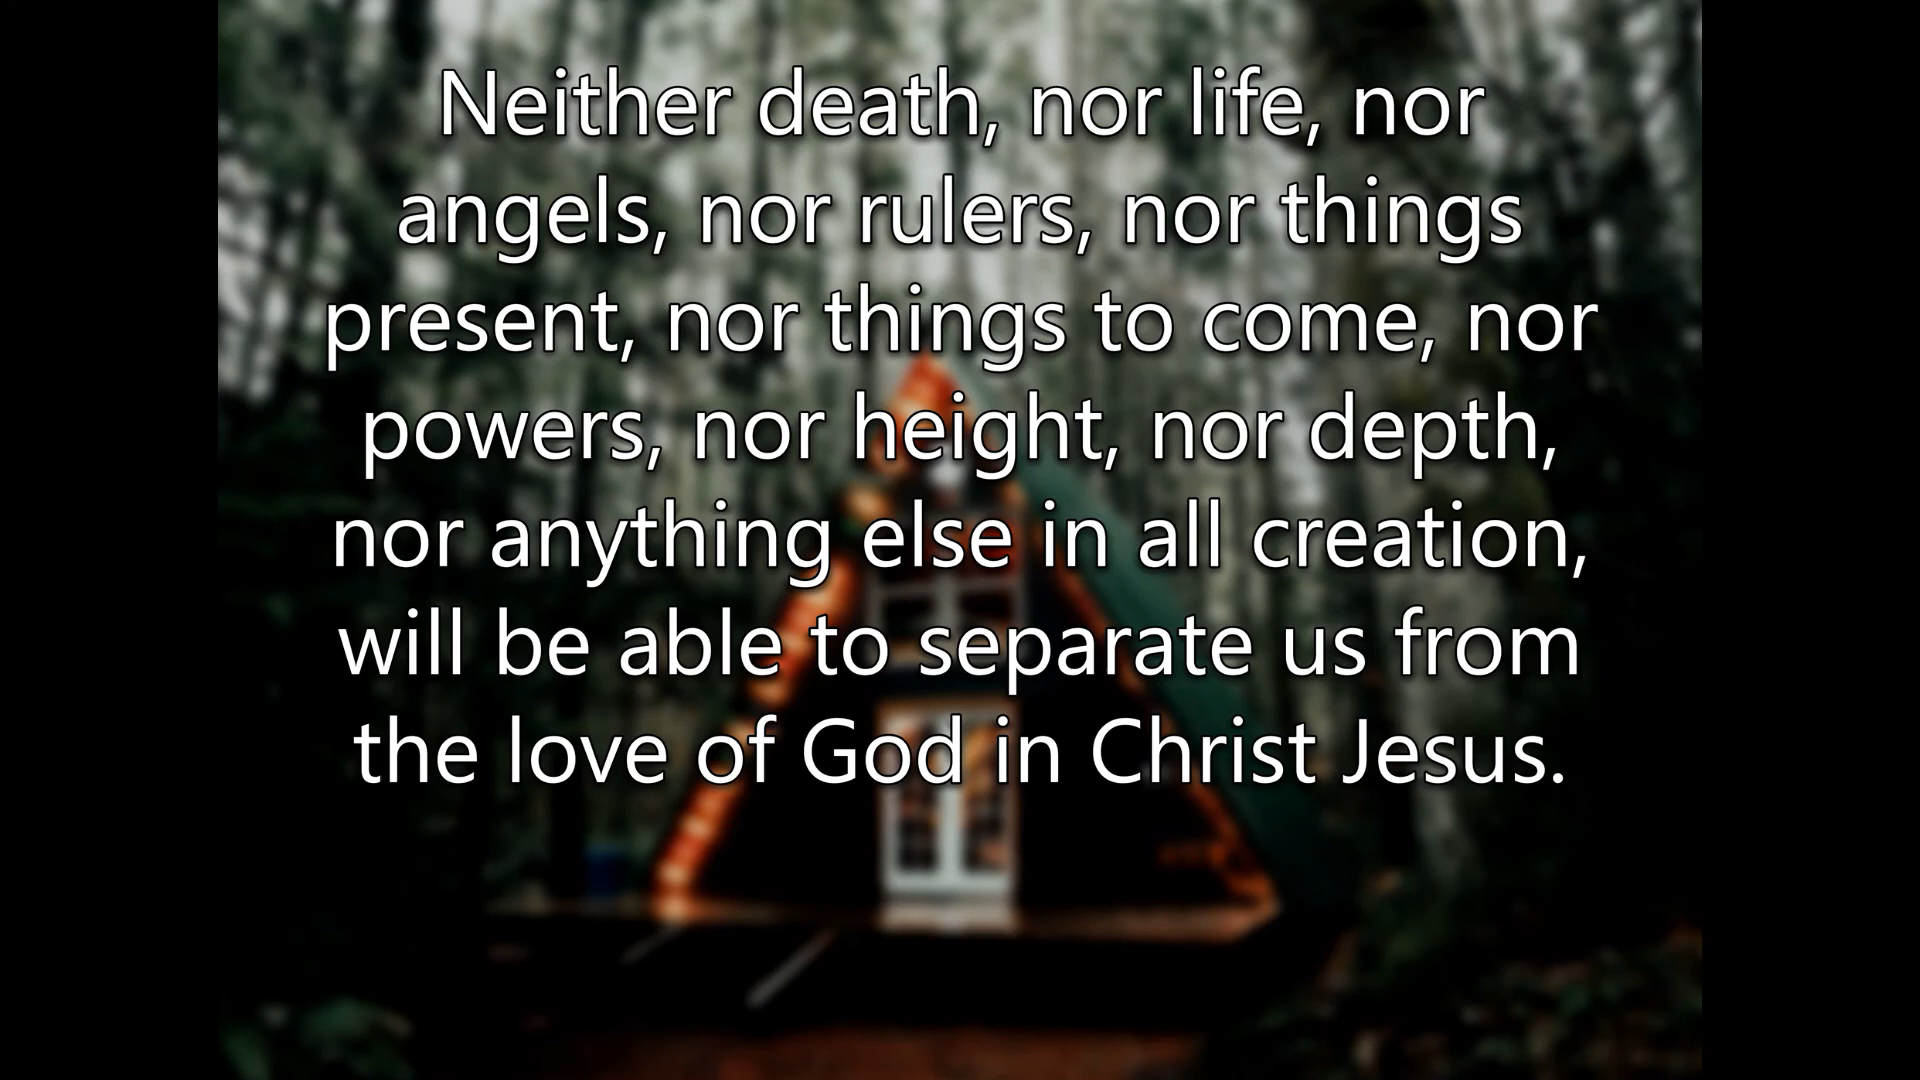 Neither death, nor life, nor
angels, nor rulers, nor things
present, nor things to come, nor
powers, nor height, nor depth,
nor anything else in all creation,
will be able to separate us from
the love of God in Christ Jesus.